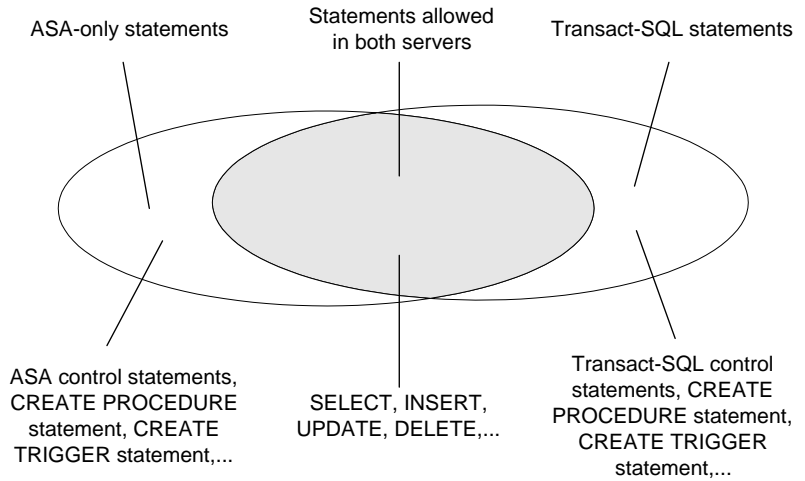 ASA-only statements
Statements allowed
in both servers
Transact-SQL statements
ASA control statements,
CREATE PROCEDURE
statement, CREATE
TRIGGER statement,...
SELECT, INSERT,
UPDATE, DELETE,...
Transact-SQL control
statements, CREATE
PROCEDURE statement,
CREATE TRIGGER
statement,...